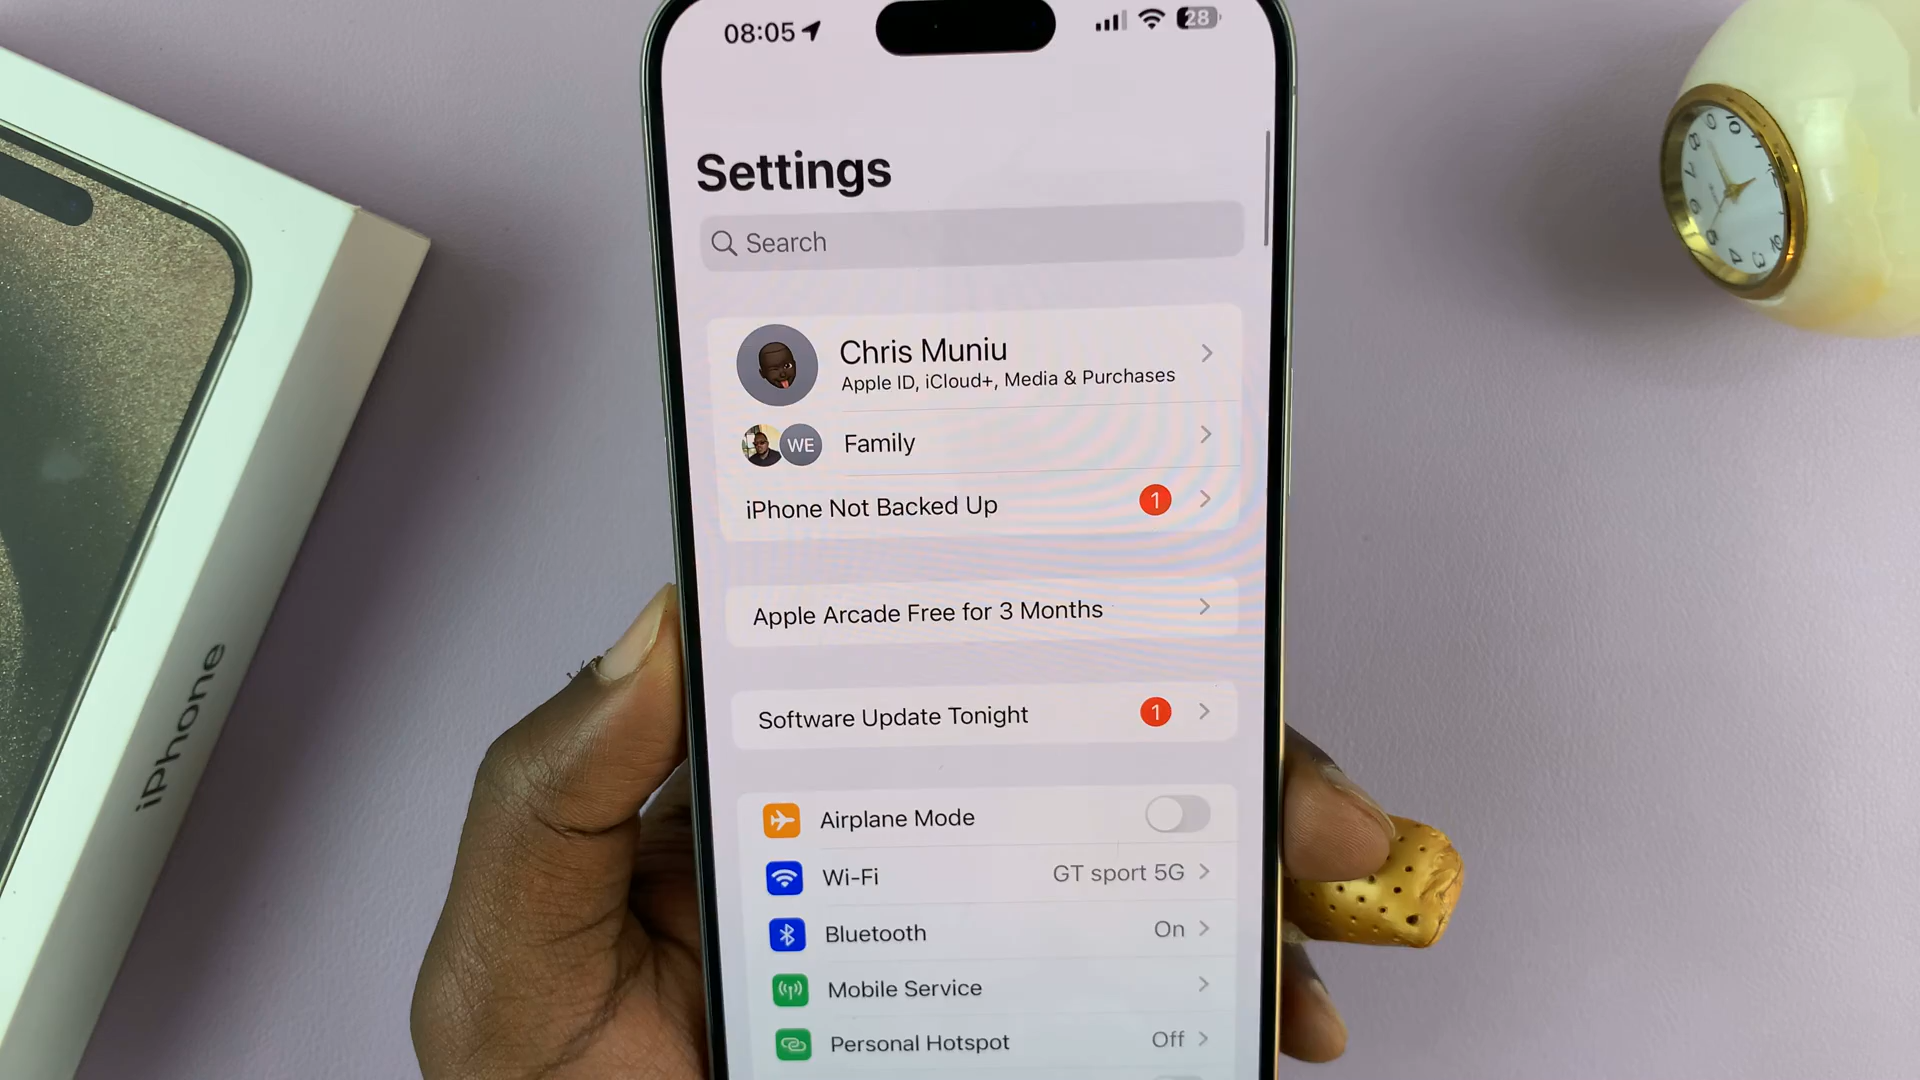 08:05
28
Settings
Search
Chris Muniu
Apple ID, iCloud+, Media & Purchases
WE
Family
iPhone Not Backed Up
1
Apple Arcade Free for 3 Months
Software Update Tonight
1
Airplane Mode
Wi-Fi
GT sport 5G
Bluetooth
On
Mobile Service
Personal Hotspot
Off
iPhone